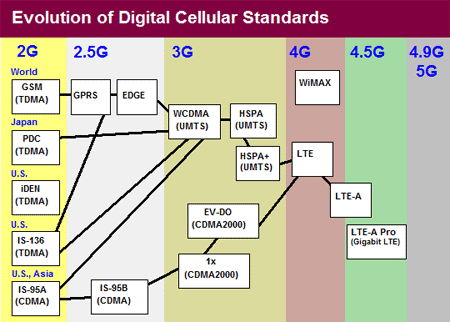 Evolution of Digital Cellular Standards
2G
2.5G
3G
4G
4.5G
4.9G
5G
World
GSM
(TDMA)
GPRS
EDGE
WCDMA
(UMTS)
HSPA
(UMTS)
WiMAX
Japan
PDC
(TDMA)
HSPA+
(UMTS)
LTE
U.S.
iDEN
(TDMA)
LTE-A
U.S.
IS-136
(TDMA)
EV-DO
(CDMA2000)
LTE-A Pro
(Gigabit LTE)
U.S., Asia
IS-95A
(CDMA)
IS-95B
(CDMA)
1x
(CDMA2000)